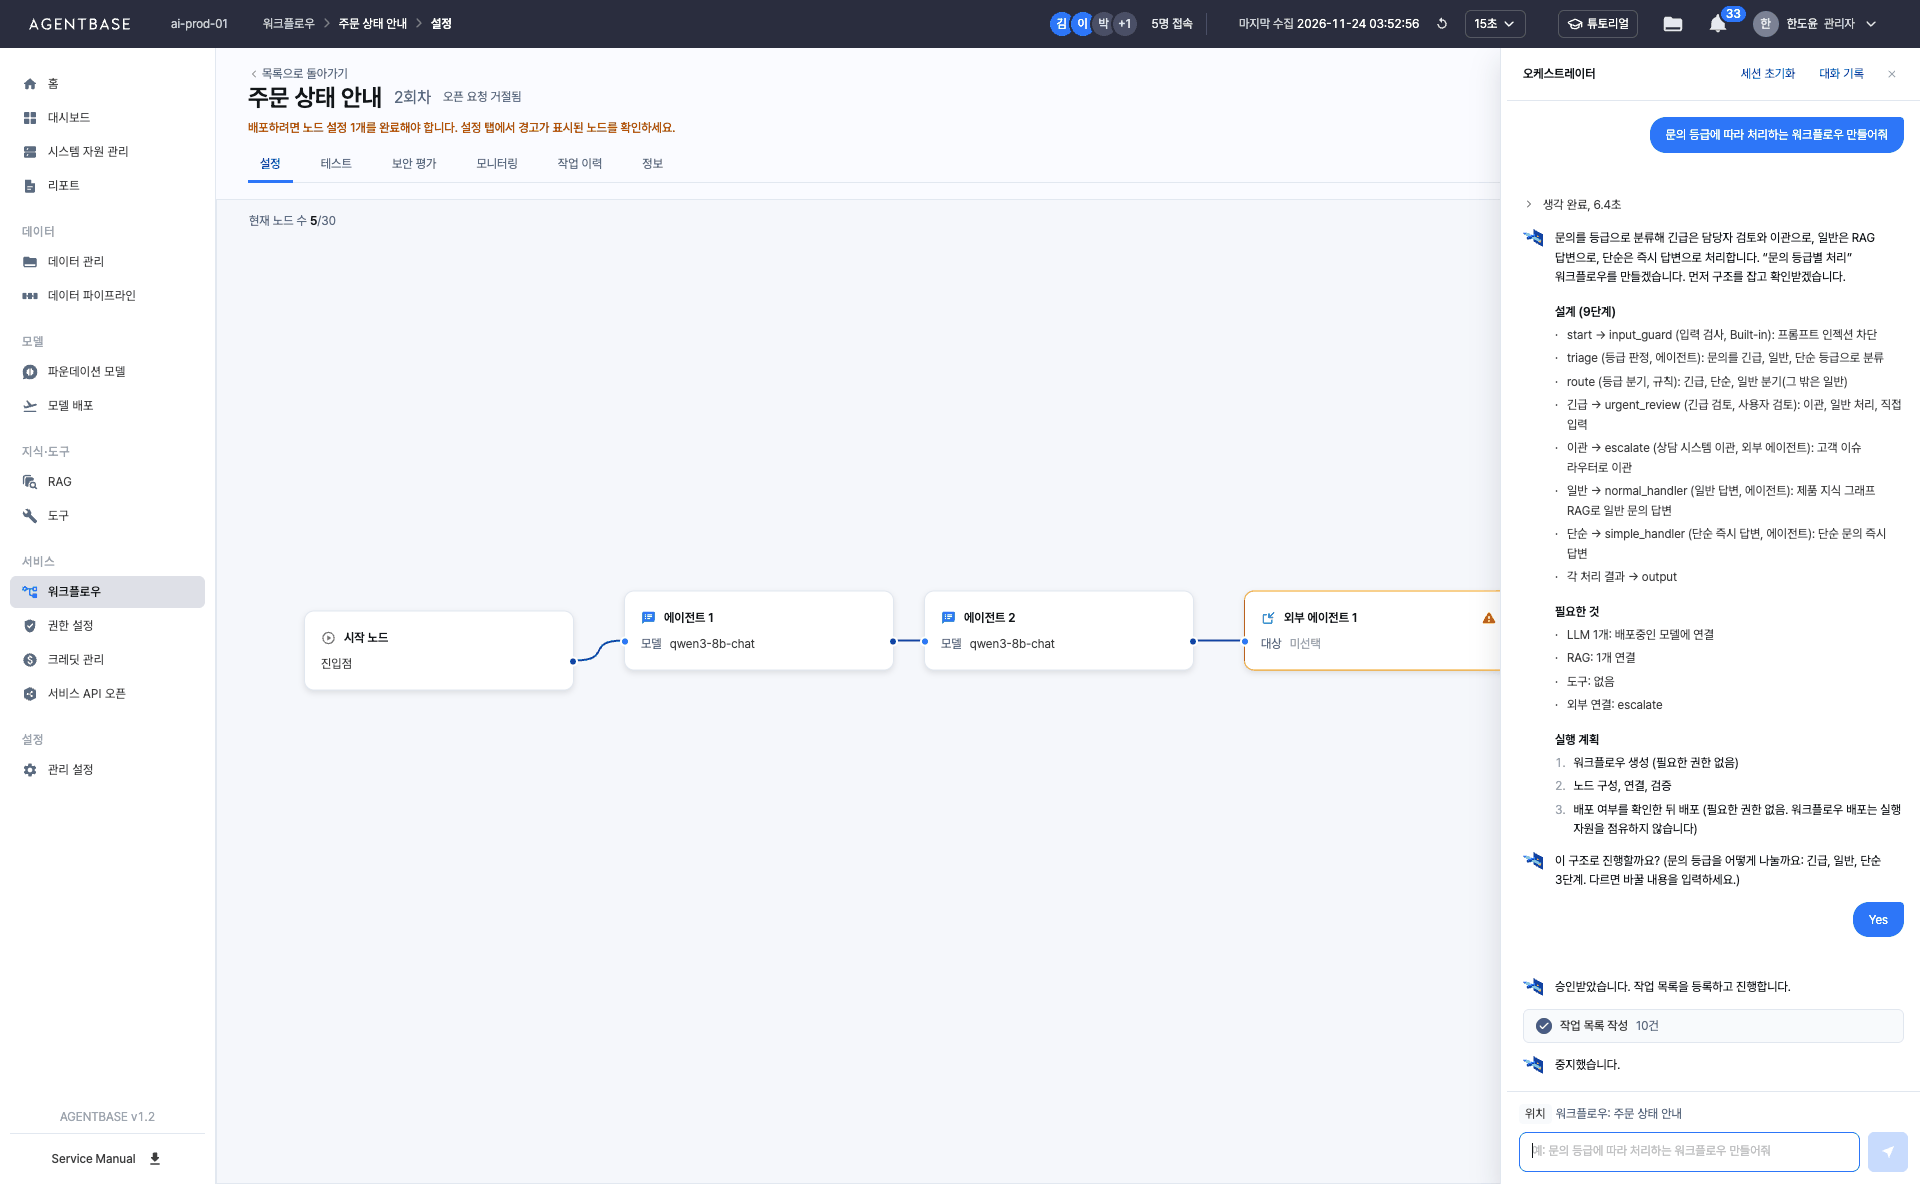 AGENTBASE
ai-prod-01
워크플로우 > 주문 상태 안내 > 설정
김 이 박 +1 5명 접속
마지막 수집 2026-11-24 03:52:56
15초
튜토리얼
33
한 한도윤 관리자
홈
대시보드
시스템 자원 관리
리포트
데이터
데이터 관리
데이터 파이프라인
모델
파운데이션 모델
모델 배포
지식·도구
RAG
도구
서비스
워크플로우
권한 설정
크레딧 관리
서비스 API 오픈
설정
관리 설정
AGENTBASE v1.2
Service Manual
목록으로 돌아가기
주문 상태 안내 2회차 오픈 요청 거절됨
배포하려면 노드 설정 1개를 완료해야 합니다. 설정 탭에서 경고가 표시된 노드를 확인하세요.
설정 테스트 보안 평가 모니터링 작업 이력 정보
현재 노드 수 5/30
시작 노드
진입점
에이전트 1
모델 qwen3-8b-chat
에이전트 2
모델 qwen3-8b-chat
외부 에이전트 1
대상 미선택
오케스트레이터
세션 초기화
대화 기록
문의 등급에 따라 처리하는 워크플로우 만들어줘
생각 완료, 6.4초
문의를 등급으로 분류해 긴급은 담당자 검토와 이관으로, 일반은 RAG
답변으로, 단순은 즉시 답변으로 처리합니다. “문의 등급별 처리”
워크플로우를 만들겠습니다. 먼저 구조를 잡고 확인받겠습니다.
설계 (9단계)
· start → input_guard (입력 검사, Built-in): 프롬프트 인젝션 차단
· triage (등급 판정, 에이전트): 문의를 긴급, 일반, 단순 등급으로 분류
· route (등급 분기, 규칙): 긴급, 단순, 일반 분기(그 밖은 일반)
· 긴급 → urgent_review (긴급 검토, 사용자 검토): 이관, 일반 처리, 직접
입력
· 이관 → escalate (상담 시스템 이관, 외부 에이전트): 고객 이슈
라우터로 이관
· 일반 → normal_handler (일반 답변, 에이전트): 제품 지식 그래프
RAG로 일반 문의 답변
· 단순 → simple_handler (단순 즉시 답변, 에이전트): 단순 문의 즉시
답변
· 각 처리 결과 → output
필요한 것
· LLM 1개: 배포중인 모델에 연결
· RAG: 1개 연결
· 도구: 없음
· 외부 연결: escalate
실행 계획
1. 워크플로우 생성 (필요한 권한 없음)
2. 노드 구성, 연결, 검증
3. 배포 여부를 확인한 뒤 배포 (필요한 권한 없음. 워크플로우 배포는 실행
자원을 점유하지 않습니다)
이 구조로 진행할까요? (문의 등급을 어떻게 나눌까요: 긴급, 일반, 단순
3단계. 다르면 바꿀 내용을 입력하세요.)
Yes
승인받았습니다. 작업 목록을 등록하고 진행합니다.
작업 목록 작성 10건
중지했습니다.
위치 워크플로우: 주문 상태 안내
예: 문의 등급에 따라 처리하는 워크플로우 만들어줘